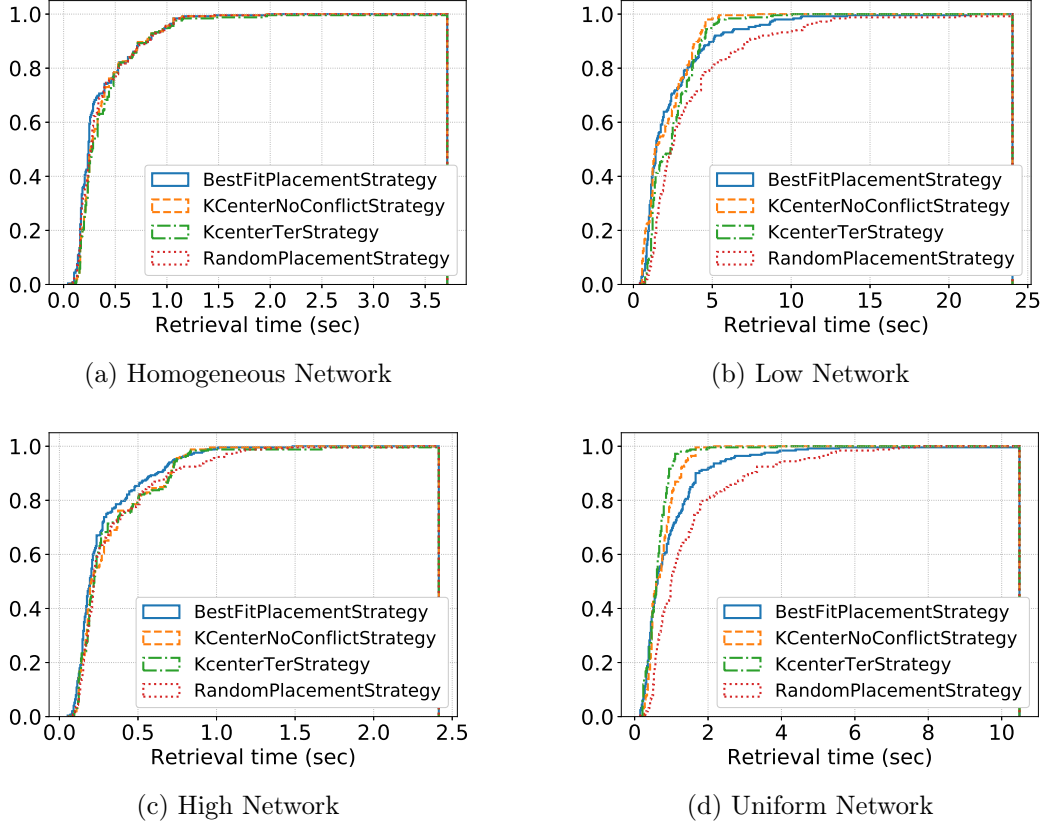 1.0
0.8
0.6
0.4
0.2
0.0
BestFitPlacementStrategy
KCenterNoConflictStrategy
KcenterTerStrategy
RandomPlacementStrategy
0.0 0.5 1.0 1.5 2.0 2.5 3.0 3.5
Retrieval time (sec)
(a) Homogeneous Network
1.0
0.8
0.6
0.4
0.2
0.0
BestFitPlacementStrategy
KCenterNoConflictStrategy
KcenterTerStrategy
RandomPlacementStrategy
0 5 10 15 20 25
Retrieval time (sec)
(b) Low Network
1.0
0.8
0.6
0.4
0.2
0.0
BestFitPlacementStrategy
KCenterNoConflictStrategy
KcenterTerStrategy
RandomPlacementStrategy
0.0 0.5 1.0 1.5 2.0 2.5
Retrieval time (sec)
(c) High Network
1.0
0.8
0.6
0.4
0.2
0.0
BestFitPlacementStrategy
KCenterNoConflictStrategy
KcenterTerStrategy
RandomPlacementStrategy
0 2 4 6 8 10
Retrieval time (sec)
(d) Uniform Network